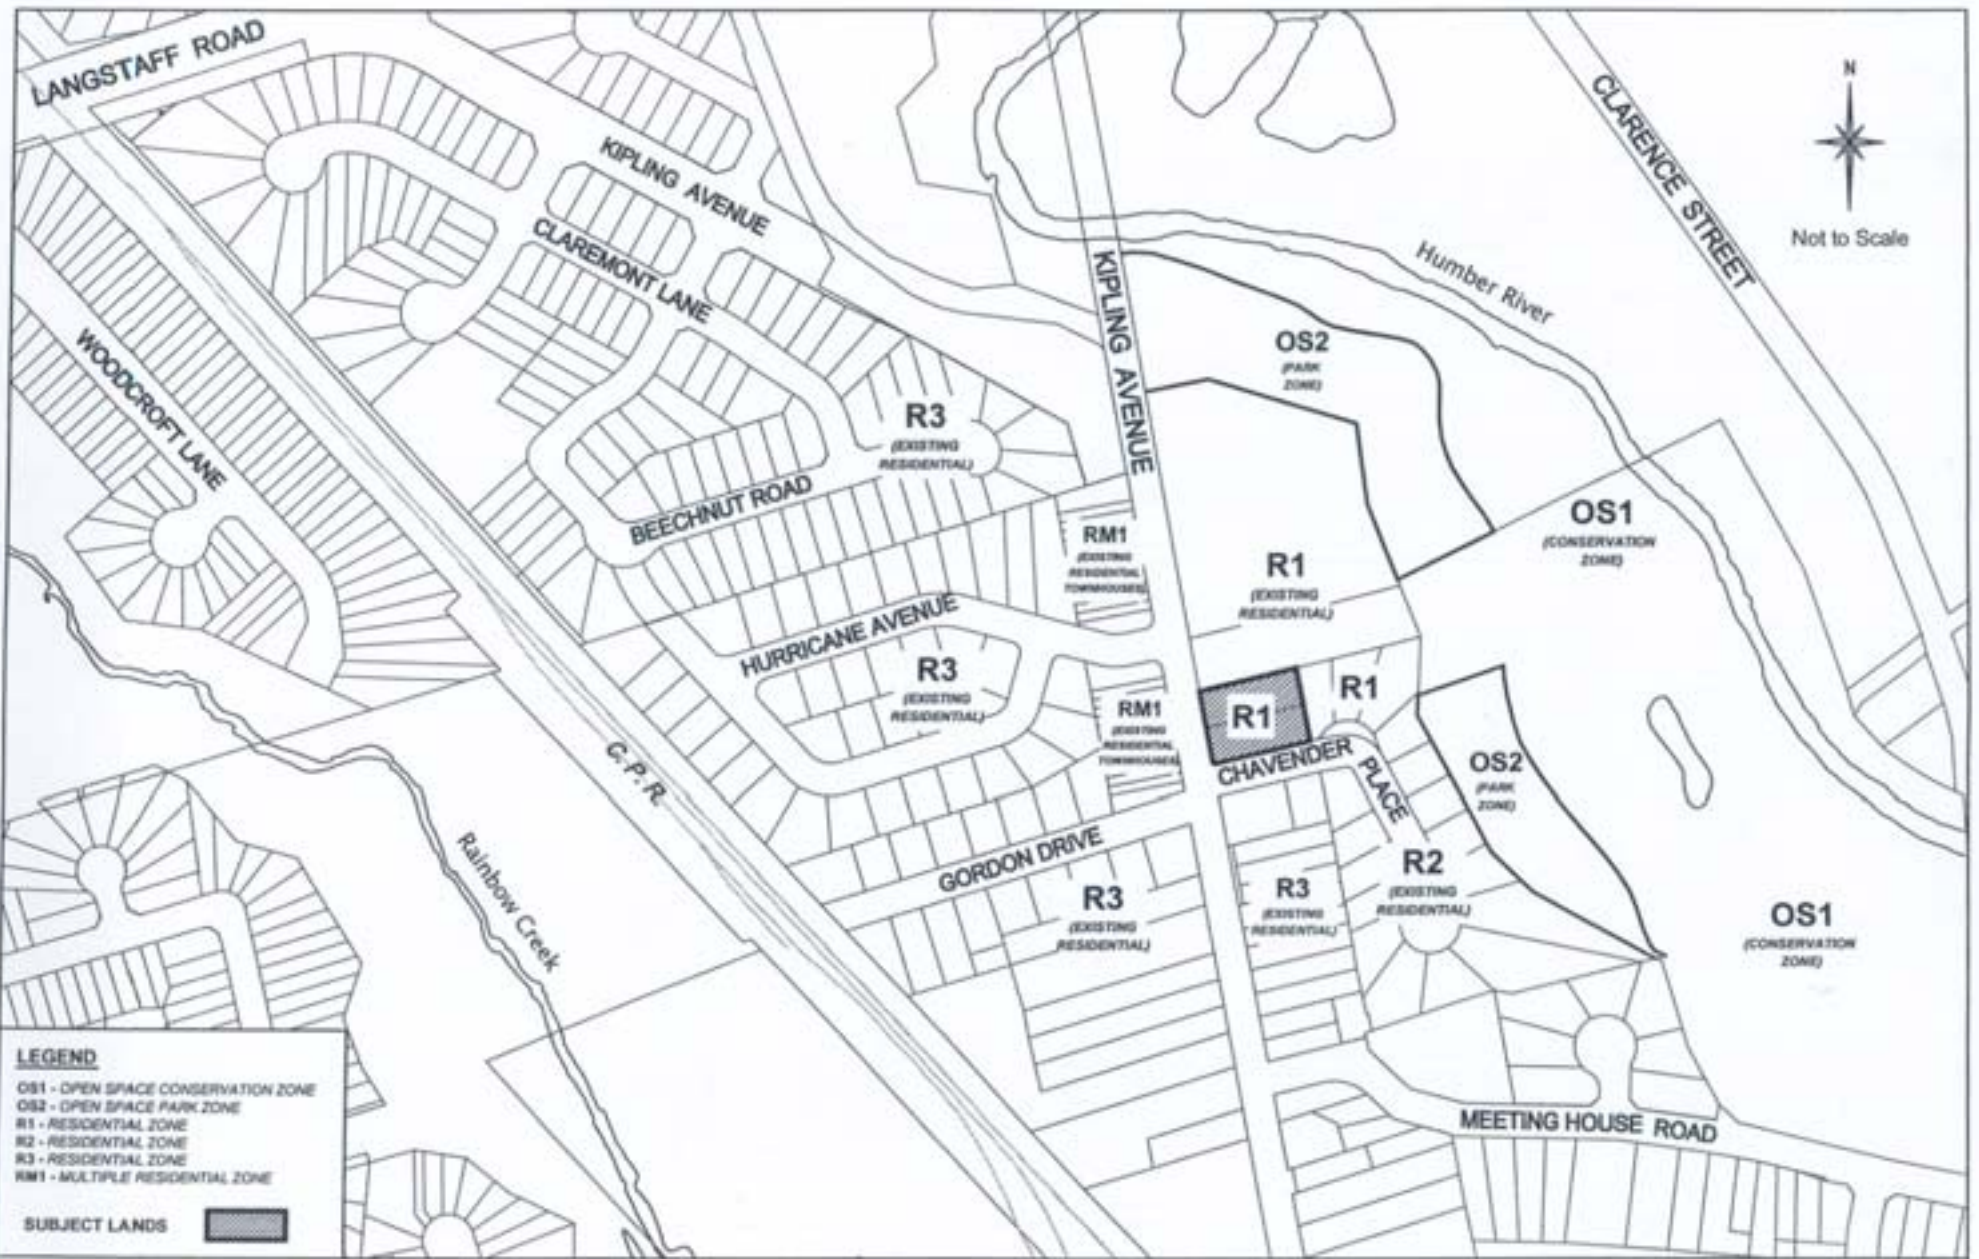 LANGSTAFF ROAD
KIPLING AVENUE
CLAREMONT LANE
WOODCROFT LANE
BEECHNUT ROAD
R3
(EXISTING
RESIDENTIAL)
KIPLING AVENUE
Humber River
CLARENCE STREET
N
Not to Scale
OS2
(PARK
ZONE)
OS1
(CONSERVATION
ZONE)
RM1
(EXISTING
RESIDENTIAL
TOWNHOUSES)
R1
(EXISTING
RESIDENTIAL)
HURRICANE AVENUE
R3
(EXISTING
RESIDENTIAL)
RM1
(EXISTING
RESIDENTIAL
TOWNHOUSES)
R1
R1
CHAVENDER
PLACE
OS2
(PARK
ZONE)
C. P. R.
Rainbow Creek
GORDON DRIVE
R3
(EXISTING
RESIDENTIAL)
R3
(EXISTING
RESIDENTIAL)
R2
(EXISTING
RESIDENTIAL)
OS1
(CONSERVATION
ZONE)
MEETING HOUSE ROAD
LEGEND
OS1 - OPEN SPACE CONSERVATION ZONE
OS2 - OPEN SPACE PARK ZONE
R1 - RESIDENTIAL ZONE
R2 - RESIDENTIAL ZONE
R3 - RESIDENTIAL ZONE
RM1 - MULTIPLE RESIDENTIAL ZONE
SUBJECT LANDS